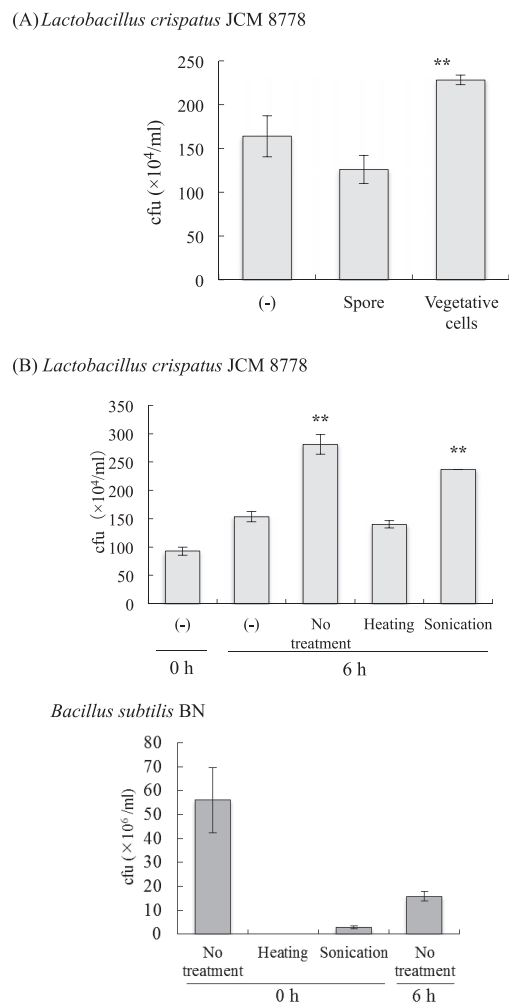 (A) Lactobacillus crispatus JCM 8778
250
200
150
100
50
0
cfu (×10⁴/ml)
**
(-)
Spore
Vegetative
cells
(B) Lactobacillus crispatus JCM 8778
350
300
250
200
150
100
50
0
cfu (×10⁴/ml)
**
**
(-)
(-)
No
treatment
Heating
Sonication
0 h
6 h
Bacillus subtilis BN
80
70
60
50
40
30
20
10
0
cfu (×10⁶/ml)
No
treatment
Heating
Sonication
No
treatment
0 h
6 h